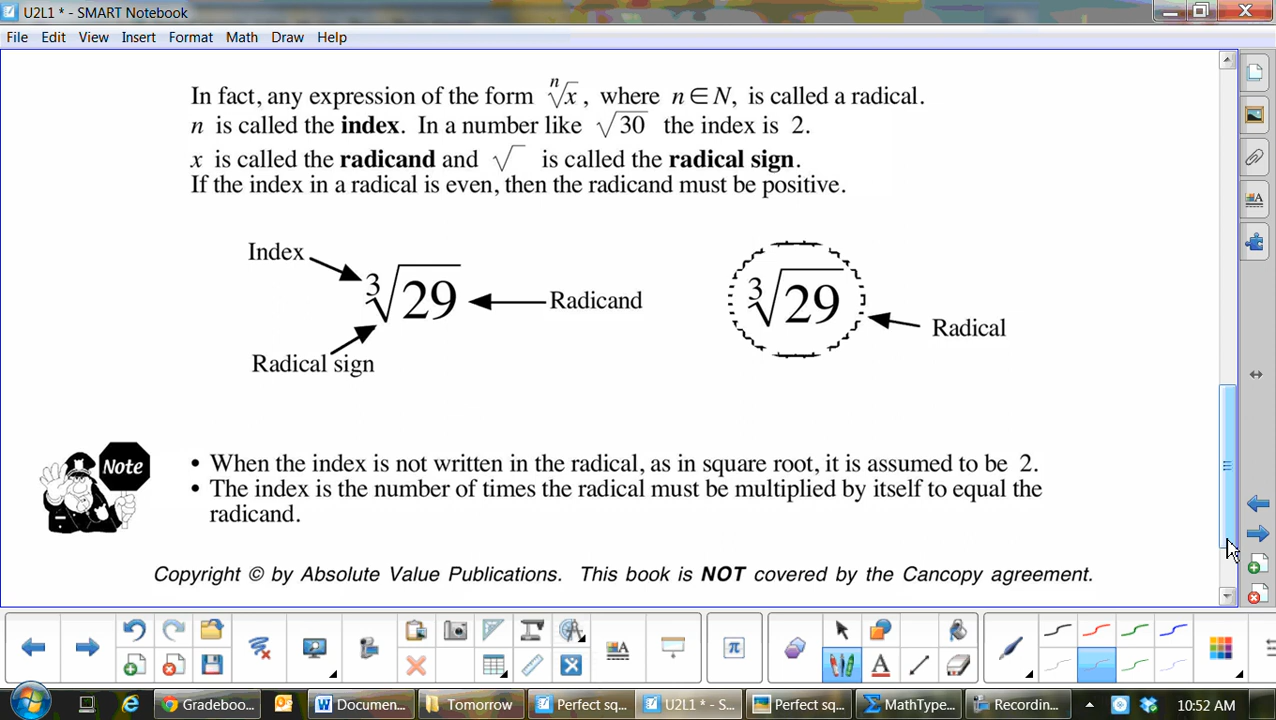 U2L1 * - SMART Notebook
File Edit View Insert Format Math Draw Help
In fact, any expression of the form ⁿ√x, where n ∈ N, is called a radical.
n is called the index. In a number like √30 the index is 2.
x is called the radicand and √ is called the radical sign.
If the index in a radical is even, then the radicand must be positive.
Index
³√29
Radicand
Radical sign
³√29
Radical
Note
• When the index is not written in the radical, as in square root, it is assumed to be 2.
• The index is the number of times the radical must be multiplied by itself to equal the
radicand.
Copyright © by Absolute Value Publications. This book is NOT covered by the Cancopy agreement.
Gradeboo... Documen... Tomorrow Perfect sq... U2L1 * - S... Perfect sq... MathType... Recordin... 10:52 AM